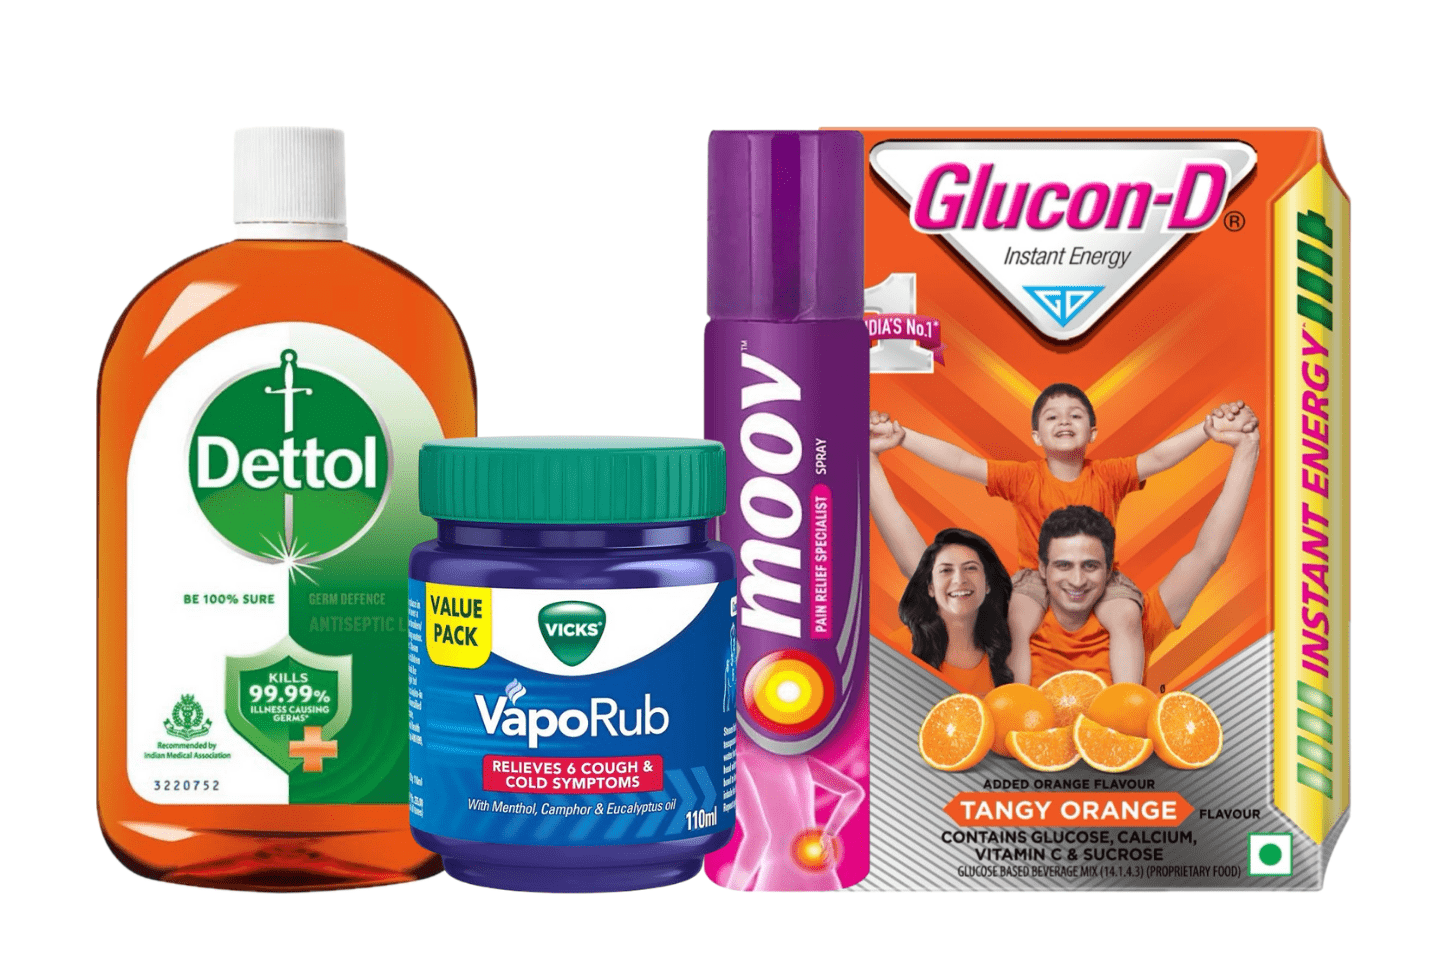 Dettol
BE 100% SURE
GERM DEFENCE
ANTISEPTIC L
KILLS
99.99%
ILLNESS CAUSING
GERMS*
Recommended by
Indian Medical Association
3220752
VALUE
PACK
VICKS®
VapoRub
RELIEVES 6 COUGH &
COLD SYMPTOMS
With Menthol, Camphor & Eucalyptus oil
110ml
moov™
PAIN RELIEF SPECIALIST SPRAY
Glucon-D®
Instant Energy
GD
1
DIA'S No.1*
ADDED ORANGE FLAVOUR
TANGY ORANGE FLAVOUR
CONTAINS GLUCOSE, CALCIUM,
VITAMIN C & SUCROSE
GLUCOSE BASED BEVERAGE MIX (14.1.4.3) (PROPRIETARY FOOD)
INSTANT ENERGY